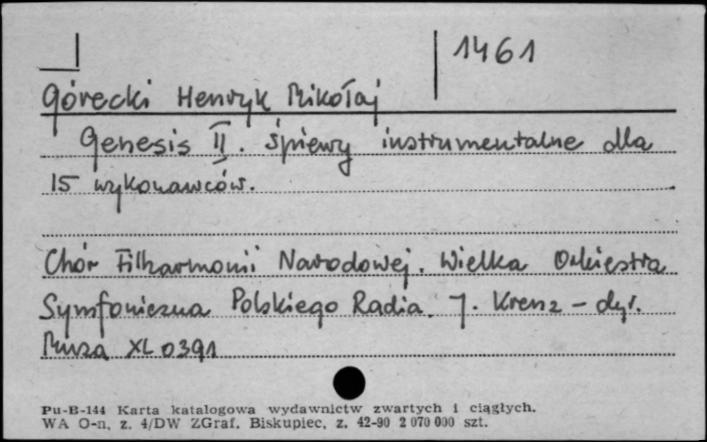 1461
Górecki Henryk Mikołaj
Genesis II. Śpiewy instrumentalne dla
15 wykonawców.
Chór Filharmonii Narodowej. Wielka Orkiestra
Symfoniczna Polskiego Radia. J. Krenz – dyr.
Muza XL 0391
Pu-B-144 Karta katalogowa wydawnictw zwartych i ciągłych.
WA O-n, z. 4/DW ZGraf. Biskupiec, z. 42-90 2 070 000 szt.